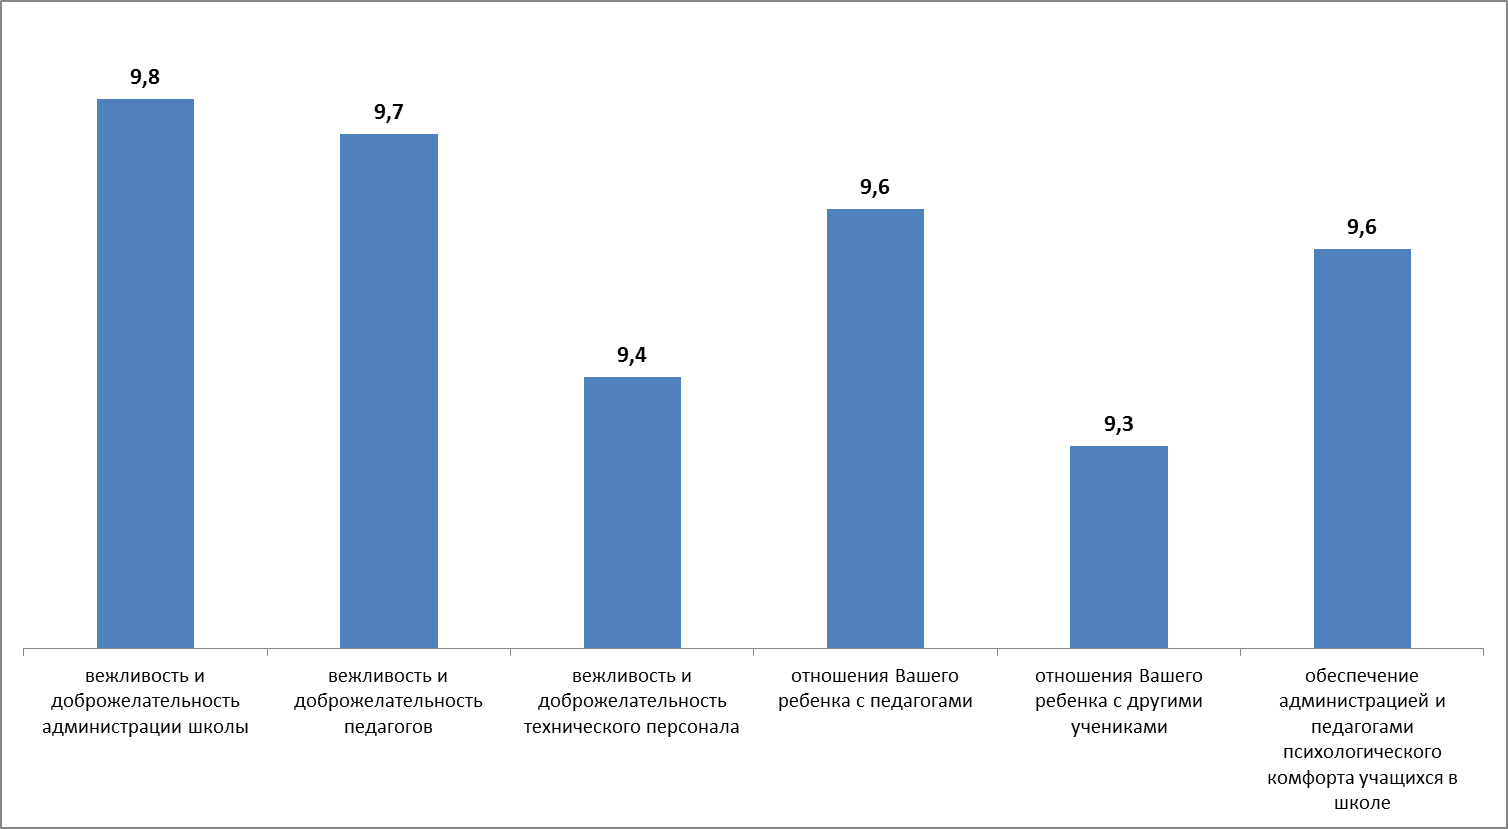 9,8
9,7
9,4
9,6
9,3
9,6
вежливость и
доброжелательность
администрации школы
вежливость и
доброжелательность
педагогов
вежливость и
доброжелательность
технического персонала
отношения Вашего
ребенка с педагогами
отношения Вашего
ребенка с другими
учениками
обеспечение
администрацией и
педагогами
психологического
комфорта учащихся в
школе